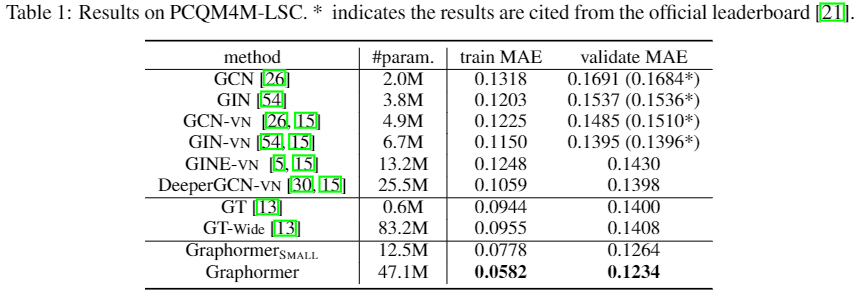 Table 1: Results on PCQM4M-LSC. * indicates the results are cited from the official leaderboard [21].
method #param. train MAE validate MAE
GCN [26] 2.0M 0.1318 0.1691 (0.1684*)
GIN [54] 3.8M 0.1203 0.1537 (0.1536*)
GCN-VN [26, 15] 4.9M 0.1225 0.1485 (0.1510*)
GIN-VN [54, 15] 6.7M 0.1150 0.1395 (0.1396*)
GINE-VN [5, 15] 13.2M 0.1248 0.1430
DeeperGCN-VN [30, 15] 25.5M 0.1059 0.1398
GT [13] 0.6M 0.0944 0.1400
GT-Wide [13] 83.2M 0.0955 0.1408
GraphormerSMALL 12.5M 0.0778 0.1264
Graphormer 47.1M 0.0582 0.1234